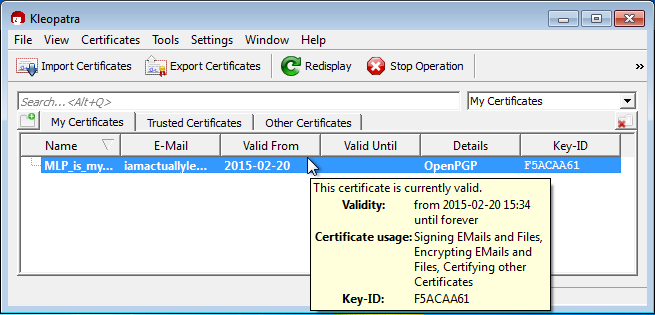 Kleopatra
File View Certificates Tools Settings Window Help
Import Certificates Export Certificates Redisplay Stop Operation »
Search...<Alt+Q> My Certificates
My Certificates Trusted Certificates Other Certificates
Name E-Mail Valid From Valid Until Details Key-ID
MLP_is_my... iamactuallyle... 2015-02-20 OpenPGP F5ACAA61
This certificate is currently valid.
Validity: from 2015-02-20 15:34
until forever
Certificate usage: Signing EMails and Files,
Encrypting EMails and
Files, Certifying other
Certificates
Key-ID: F5ACAA61